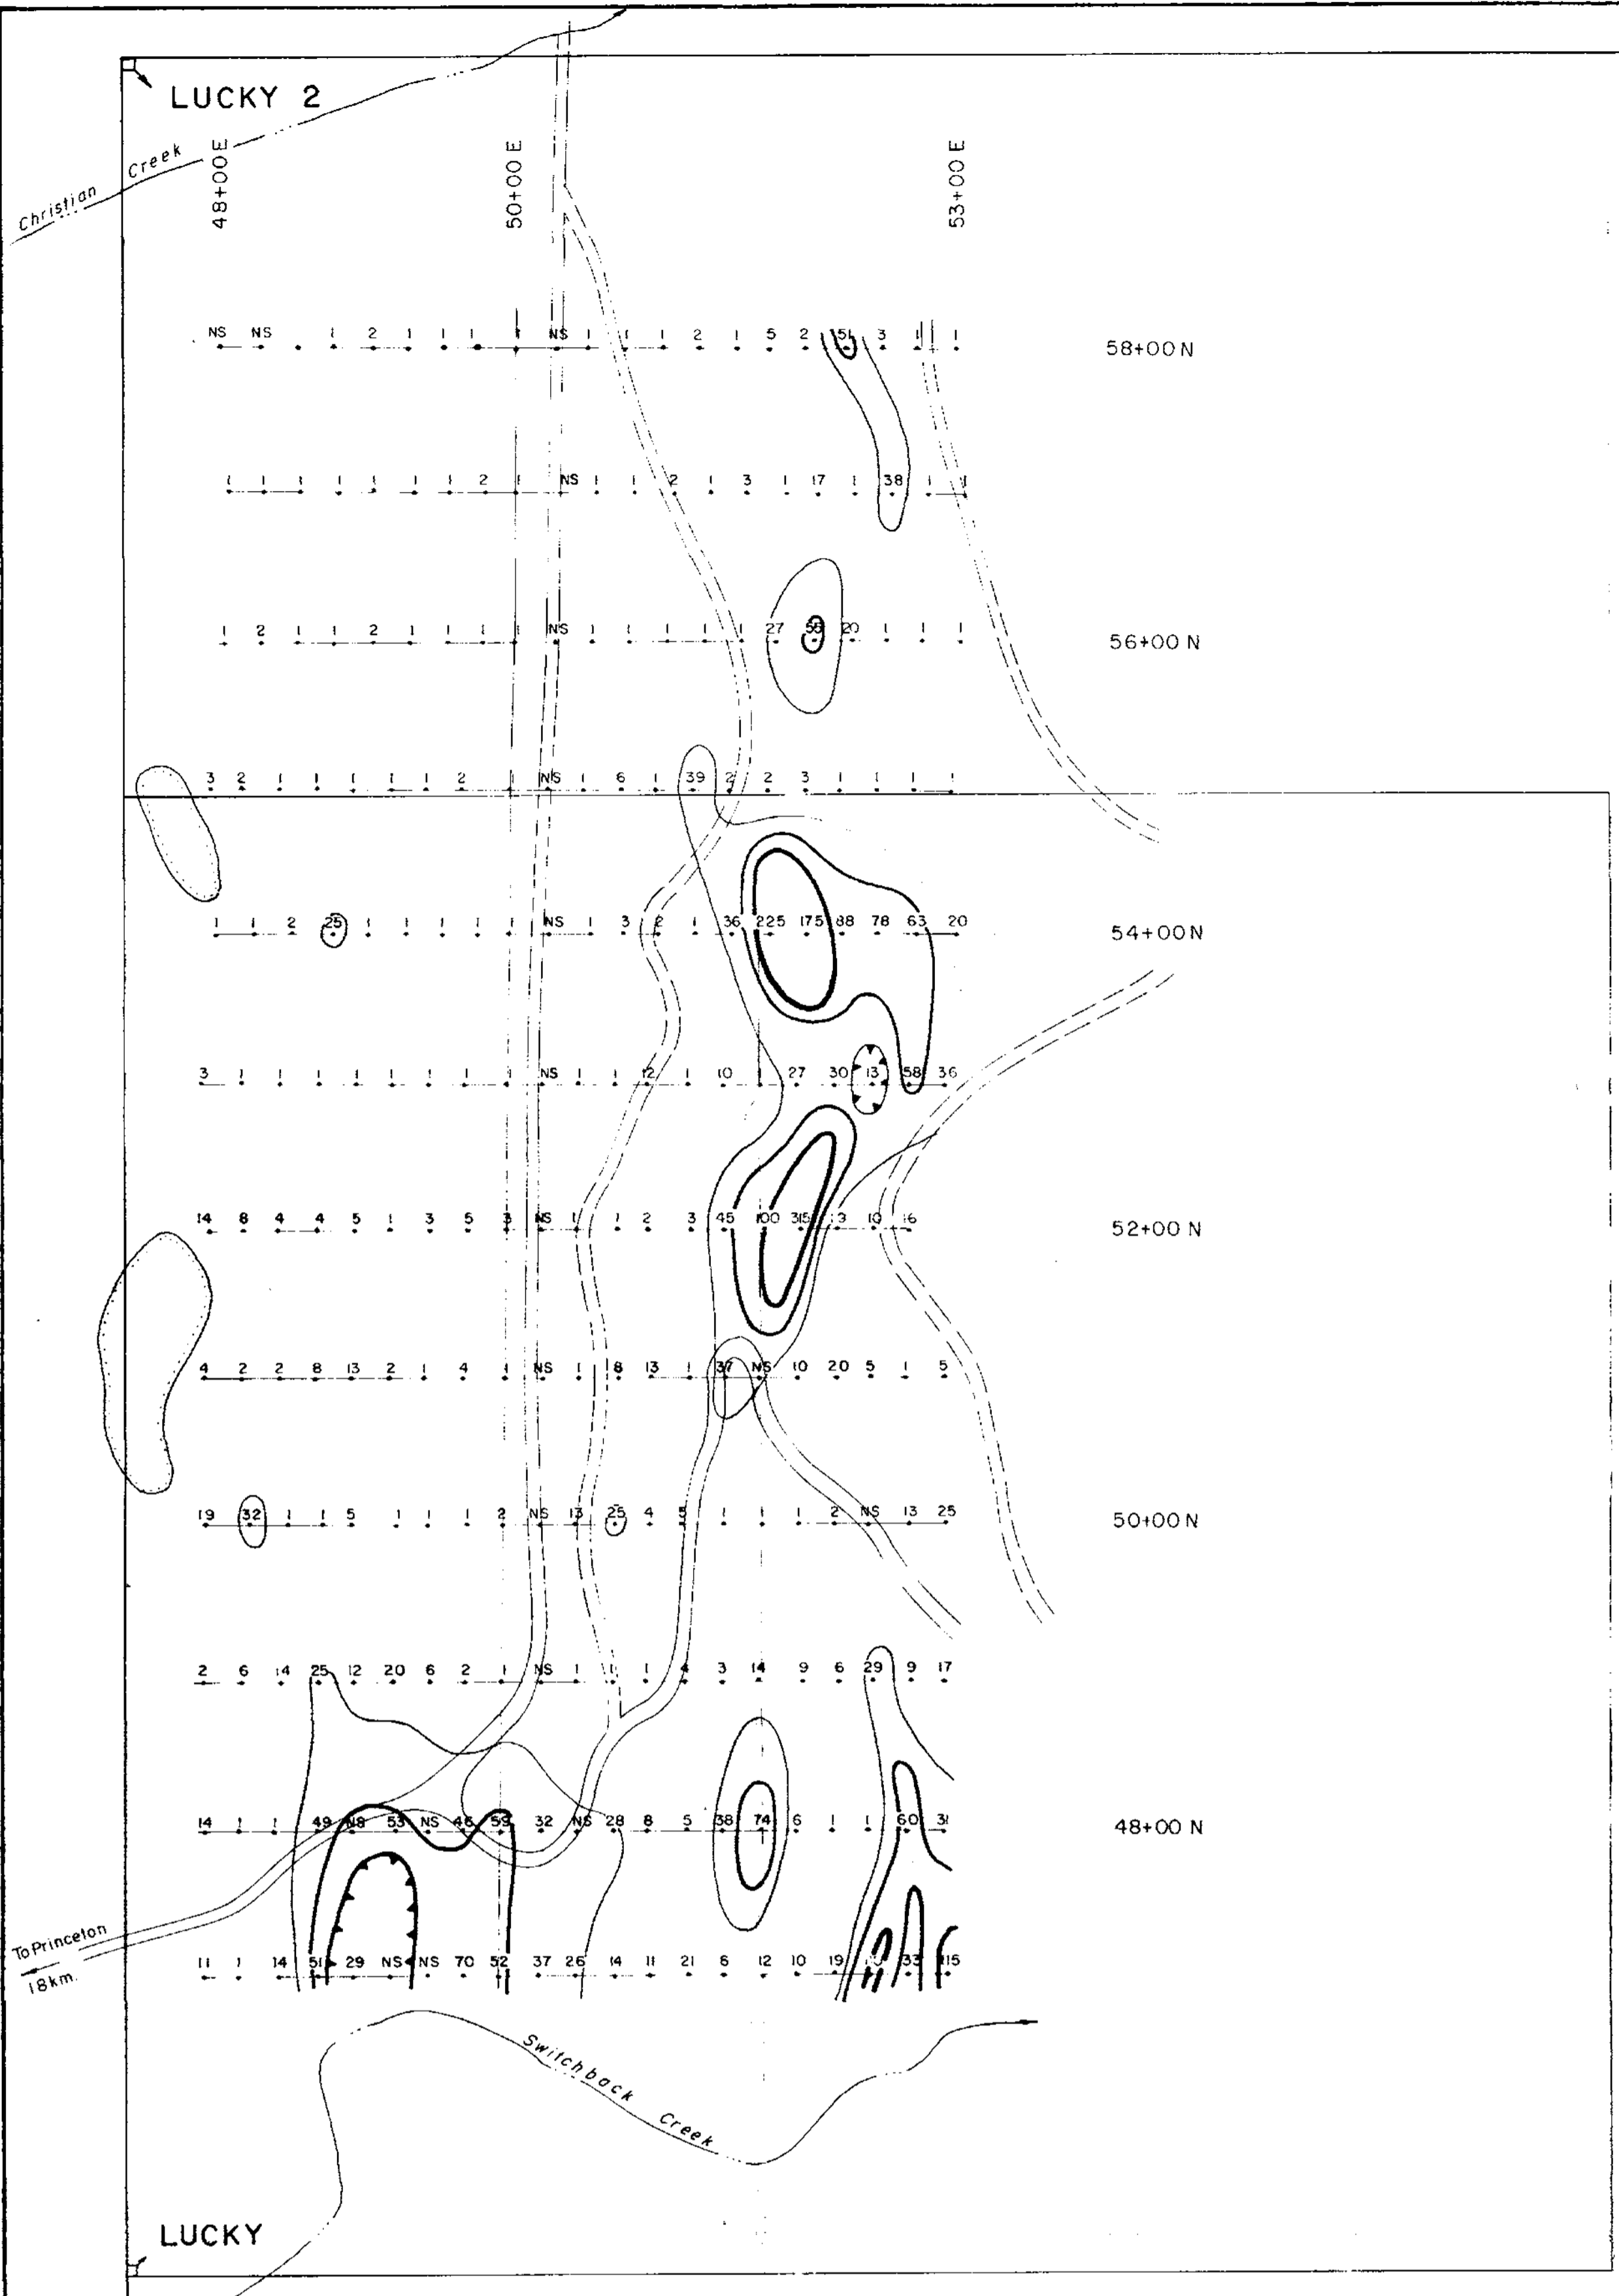 LUCKY 2
Christian Creek
48+00 E
50+00 E
53+00 E
NS NS 1 2 1 1 1 1 NS 1 1 1 2 1 5 2 51 3 1 1 58+00 N
1 1 1 1 1 1 1 2 1 NS 1 1 2 1 3 1 17 1 38 1 1
1 2 1 1 2 1 1 1 1 NS 1 1 1 1 1 27 20 1 1 1 56+00 N
3 2 1 1 1 1 1 2 1 NS 1 6 1 39 2 2 3 1 1 1 1
1 1 2 25 1 1 1 1 1 NS 1 3 2 1 36 225 175 88 78 63 20 54+00 N
3 1 1 1 1 1 1 1 1 NS 1 1 12 1 10 1 27 30 13 58 36
14 8 4 4 5 1 3 5 3 NS 1 1 2 3 45 100 315 13 10 16 52+00 N
4 2 2 8 13 2 1 4 1 NS 1 8 13 1 37 NS 10 20 5 1 5
19 32 1 1 5 1 1 1 2 NS 13 25 4 5 1 1 1 2 NS 13 25 50+00 N
2 6 14 25 12 20 6 2 1 NS 1 1 1 4 3 14 9 6 29 9 17
14 1 1 49 NS 53 NS 46 59 32 NS 28 8 5 38 74 6 1 1 60 31 48+00 N
To Princeton
18 km.
11 1 14 51 29 NS NS 70 52 37 26 14 11 21 6 12 10 19 33 115
Switchback Creek
LUCKY